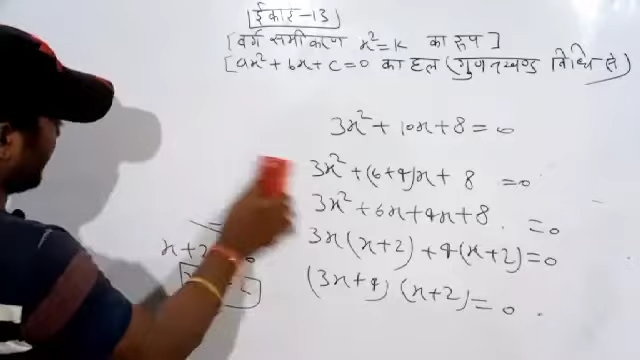 ईकाई-13
[वर्ग समीकरण x²=k का रूप]
[ax²+bx+c=0 का हल (गुणनखण्ड विधि से)
3x²+10x+8=0
3x²+(6+4)x+8=0
3x²+6x+4x+8=0
3x(x+2)+4(x+2)=0
(3x+4)(x+2)=0